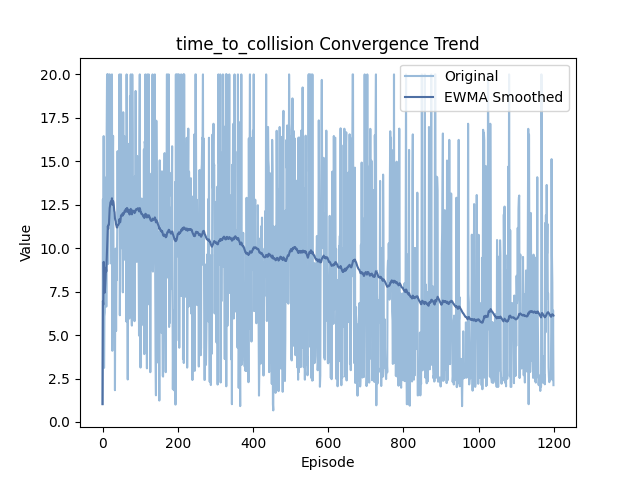 time_to_collision Convergence Trend
Original
EWMA Smoothed
Value
20.0
17.5
15.0
12.5
10.0
7.5
5.0
2.5
0.0
0 200 400 600 800 1000 1200
Episode